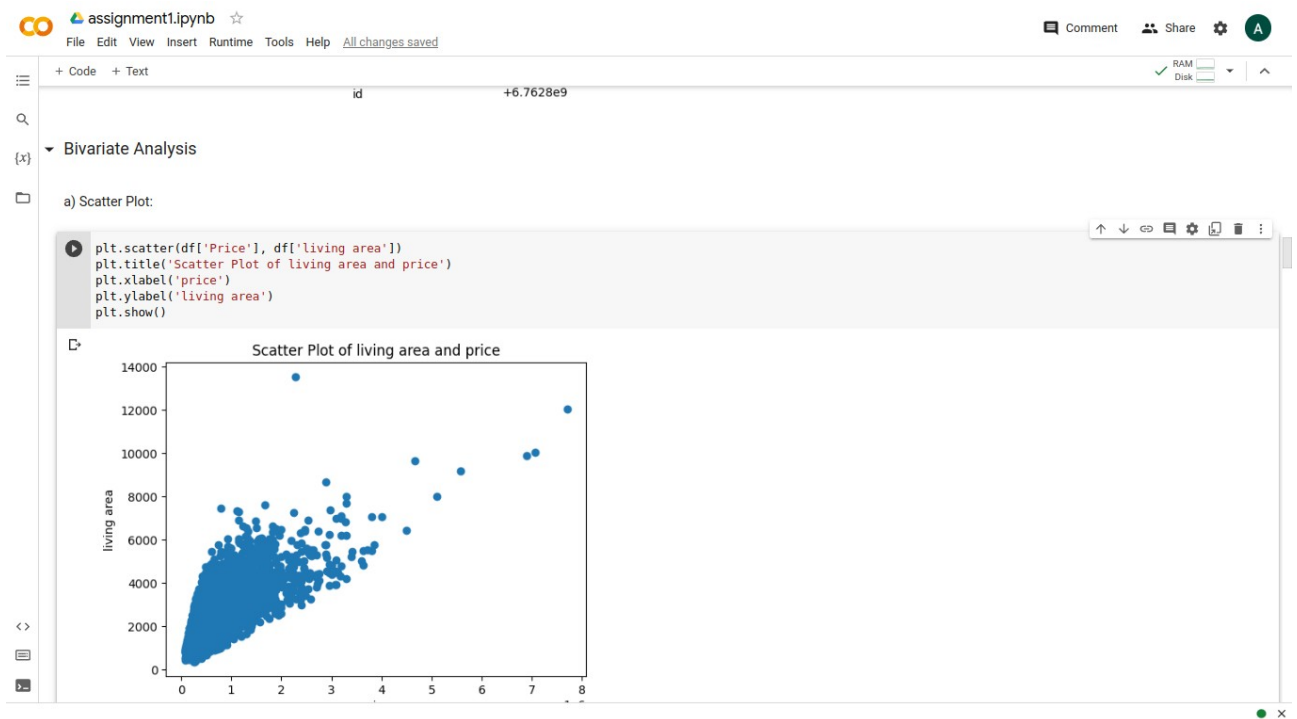 assignment1.ipynb
Comment Share A
File Edit View Insert Runtime Tools Help All changes saved
+ Code + Text
RAM
Disk
id +6.7628e9
{x}
Bivariate Analysis
a) Scatter Plot:
plt.scatter(df['Price'], df['living area'])
plt.title('Scatter Plot of living area and price')
plt.xlabel('price')
plt.ylabel('living area')
plt.show()
Scatter Plot of living area and price
14000
12000
10000
8000
living area
6000
4000
2000
0
0 1 2 3 4 5 6 7 8